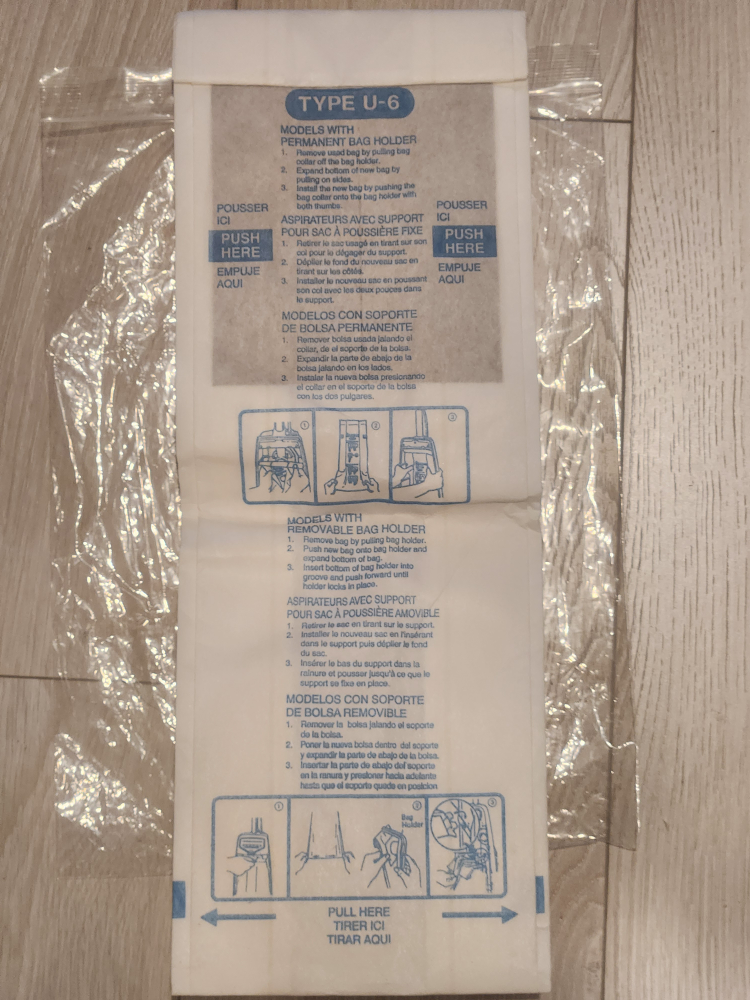 TYPE U-6
MODELS WITH
PERMANENT BAG HOLDER
1. Remove used bag by pulling bag
collar off the bag holder.
2. Expand bottom of new bag by
pulling on sides.
3. Install the new bag by pushing the
bag collar onto the bag holder with
both thumbs.
POUSSER
ICI
PUSH
HERE
EMPUJE
AQUI
ASPIRATEURS AVEC SUPPORT
POUR SAC À POUSSIÈRE FIXE
1. Retirer le sac usagé en tirant sur son
col pour le dégager du support.
2. Déplier le fond du nouveau sac en
tirant sur les côtés.
3. Installer le nouveau sac en poussant
son col avec les deux pouces dans
le support.
POUSSER
ICI
PUSH
HERE
EMPUJE
AQUI
MODELOS CON SOPORTE
DE BOLSA PERMANENTE
1. Remover bolsa usada jalando el
collar, de el soporte de la bolsa.
2. Expandir la parte de abajo de la
bolsa jalando en los lados.
3. Instalar la nueva bolsa presionando
el collar en el soporte de la bolsa
con los dos pulgares.
1
2
3
MODELS WITH
REMOVABLE BAG HOLDER
1. Remove bag by pulling bag holder.
2. Push new bag onto bag holder and
expand bottom of bag.
3. Insert bottom of bag holder into
groove and push forward until
holder locks in place.
ASPIRATEURS AVEC SUPPORT
POUR SAC À POUSSIÈRE AMOVIBLE
1. Retirer le sac en tirant sur le support.
2. Installer le nouveau sac en l'insérant
dans le support puis déplier le fond
du sac.
3. Insérer le bas du support dans la
rainure et pousser jusqu'à ce que le
support se fixe en place.
MODELOS CON SOPORTE
DE BOLSA REMOVIBLE
1. Remover la bolsa jalando el soporte
de la bolsa.
2. Poner la nueva bolsa dentro del soporte
y expandir la parte de abajo de la bolsa.
3. Insertar la parte de abajo del soporte
en la ranura y presionar hacia adelante
hasta que el soporte quede en posicion
1
2
3
Bag
Holder
PULL HERE
TIRER ICI
TIRAR AQUI